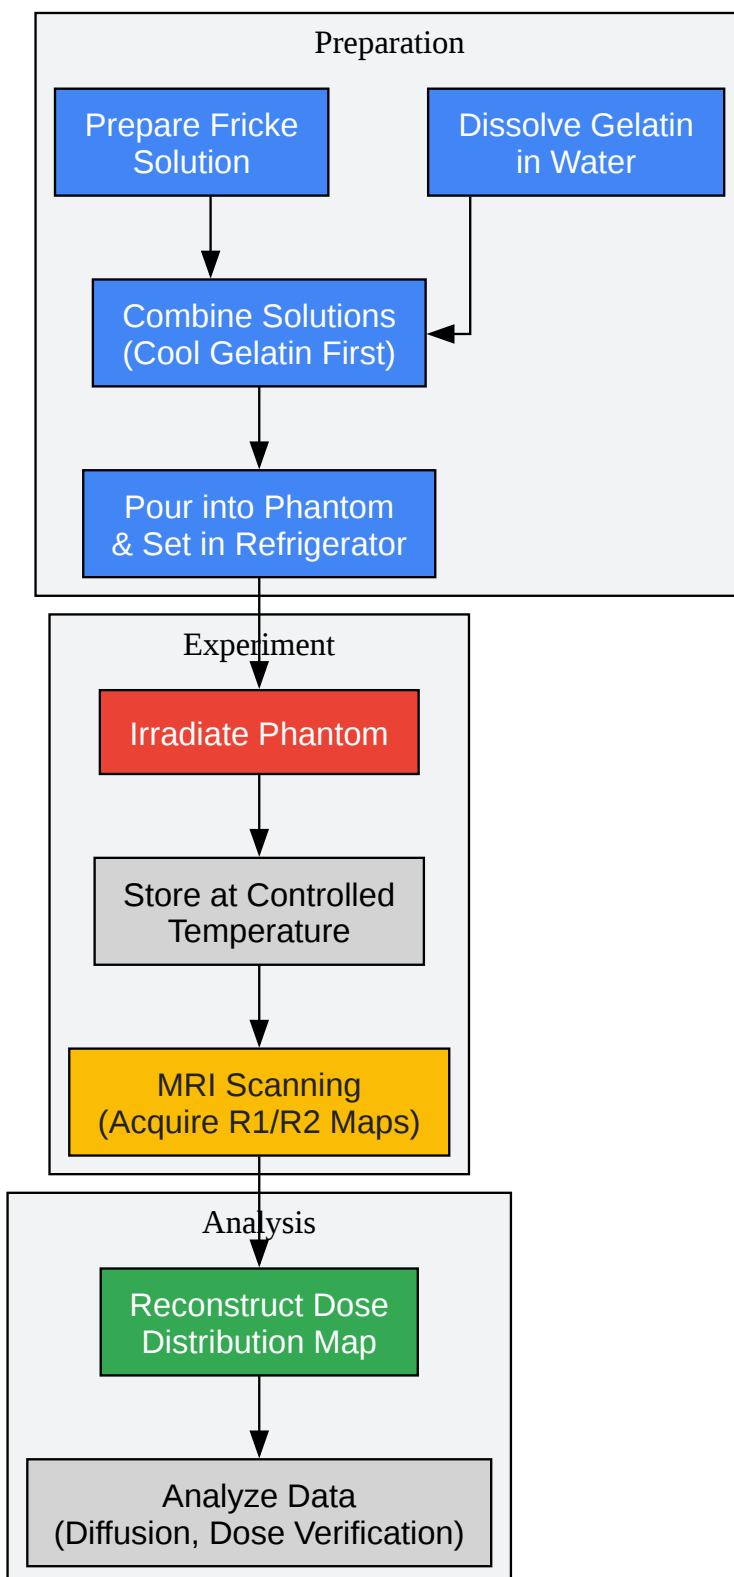 Preparation
Prepare Fricke
Solution
Dissolve Gelatin
in Water
Combine Solutions
(Cool Gelatin First)
Pour into Phantom
& Set in Refrigerator
Experiment
Irradiate Phantom
Store at Controlled
Temperature
MRI Scanning
(Acquire R1/R2 Maps)
Analysis
Reconstruct Dose
Distribution Map
Analyze Data
(Diffusion, Dose Verification)